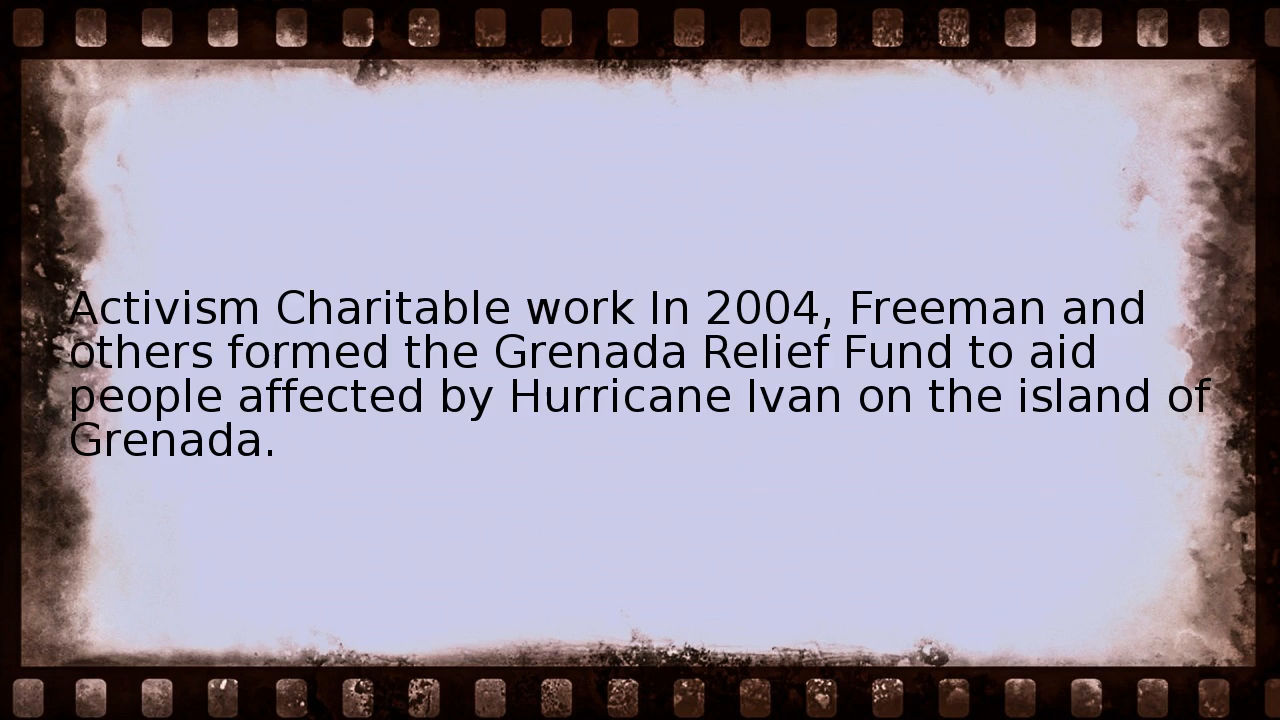 Activism Charitable work In 2004, Freeman and
others formed the Grenada Relief Fund to aid
people affected by Hurricane Ivan on the island of
Grenada.